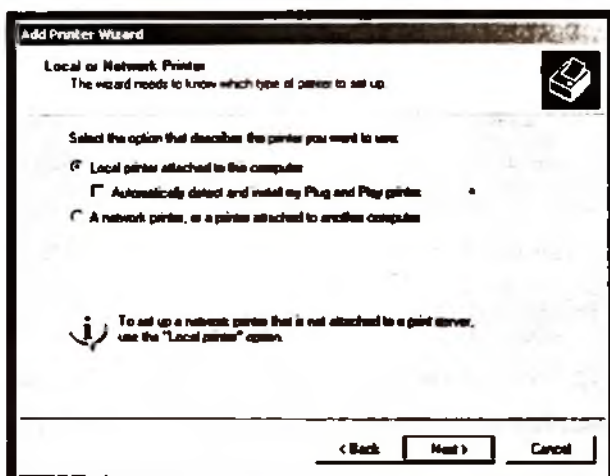 Add Printer Wizard
Local or Network Printer
The wizard needs to know which type of printer to set up.
Select the option that describes the printer you want to use:
Local printer attached to this computer
Automatically detect and install my Plug and Play printer
A network printer, or a printer attached to another computer
To set up a network printer that is not attached to a print server,
use the "Local printer" option.
< Back
Next >
Cancel